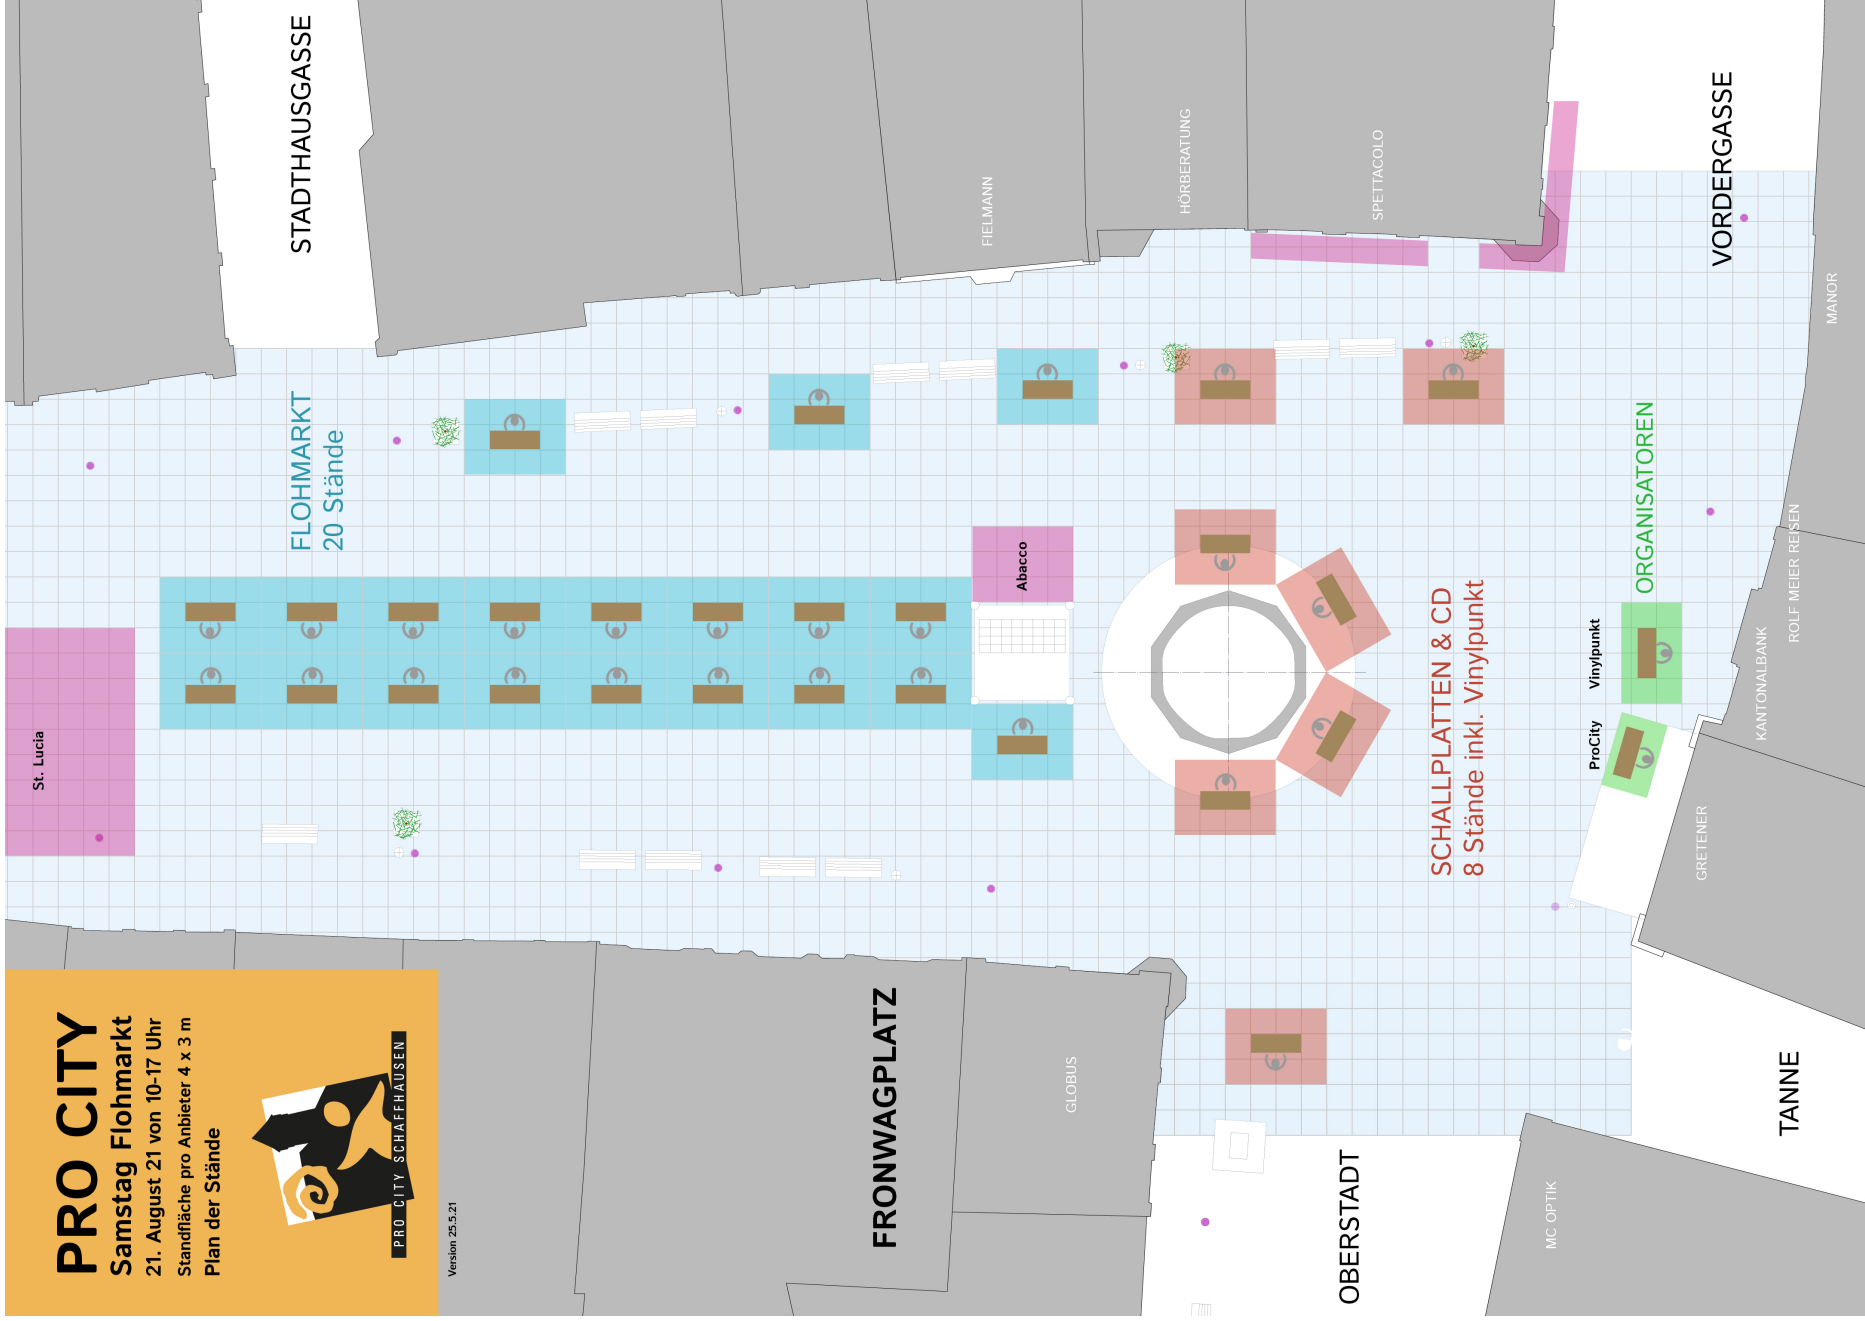 PRO CITY
Samstag Flohmarkt
21. August 21 von 10-17 Uhr
Standfläche pro Anbieter 4 x 3 m
Plan der Stände
PRO CITY SCHAFFHAUSEN
Version 25.5.21
STADTHAUSGASSE
FLOHMARKT
20 Stände
St. Lucia
FIELMANN
HÖRBERATUNG
SPETTACOLO
VORDERGASSE
MANOR
Abacco
SCHALLPLATTEN & CD
8 Stände inkl. Vinylpunkt
ORGANISATOREN
Vinylpunkt
ProCity
ROLF MEIER REISEN
KANTONALBANK
GRETENER
FRONWAGPLATZ
GLOBUS
OBERSTADT
MC OPTIK
TANNE